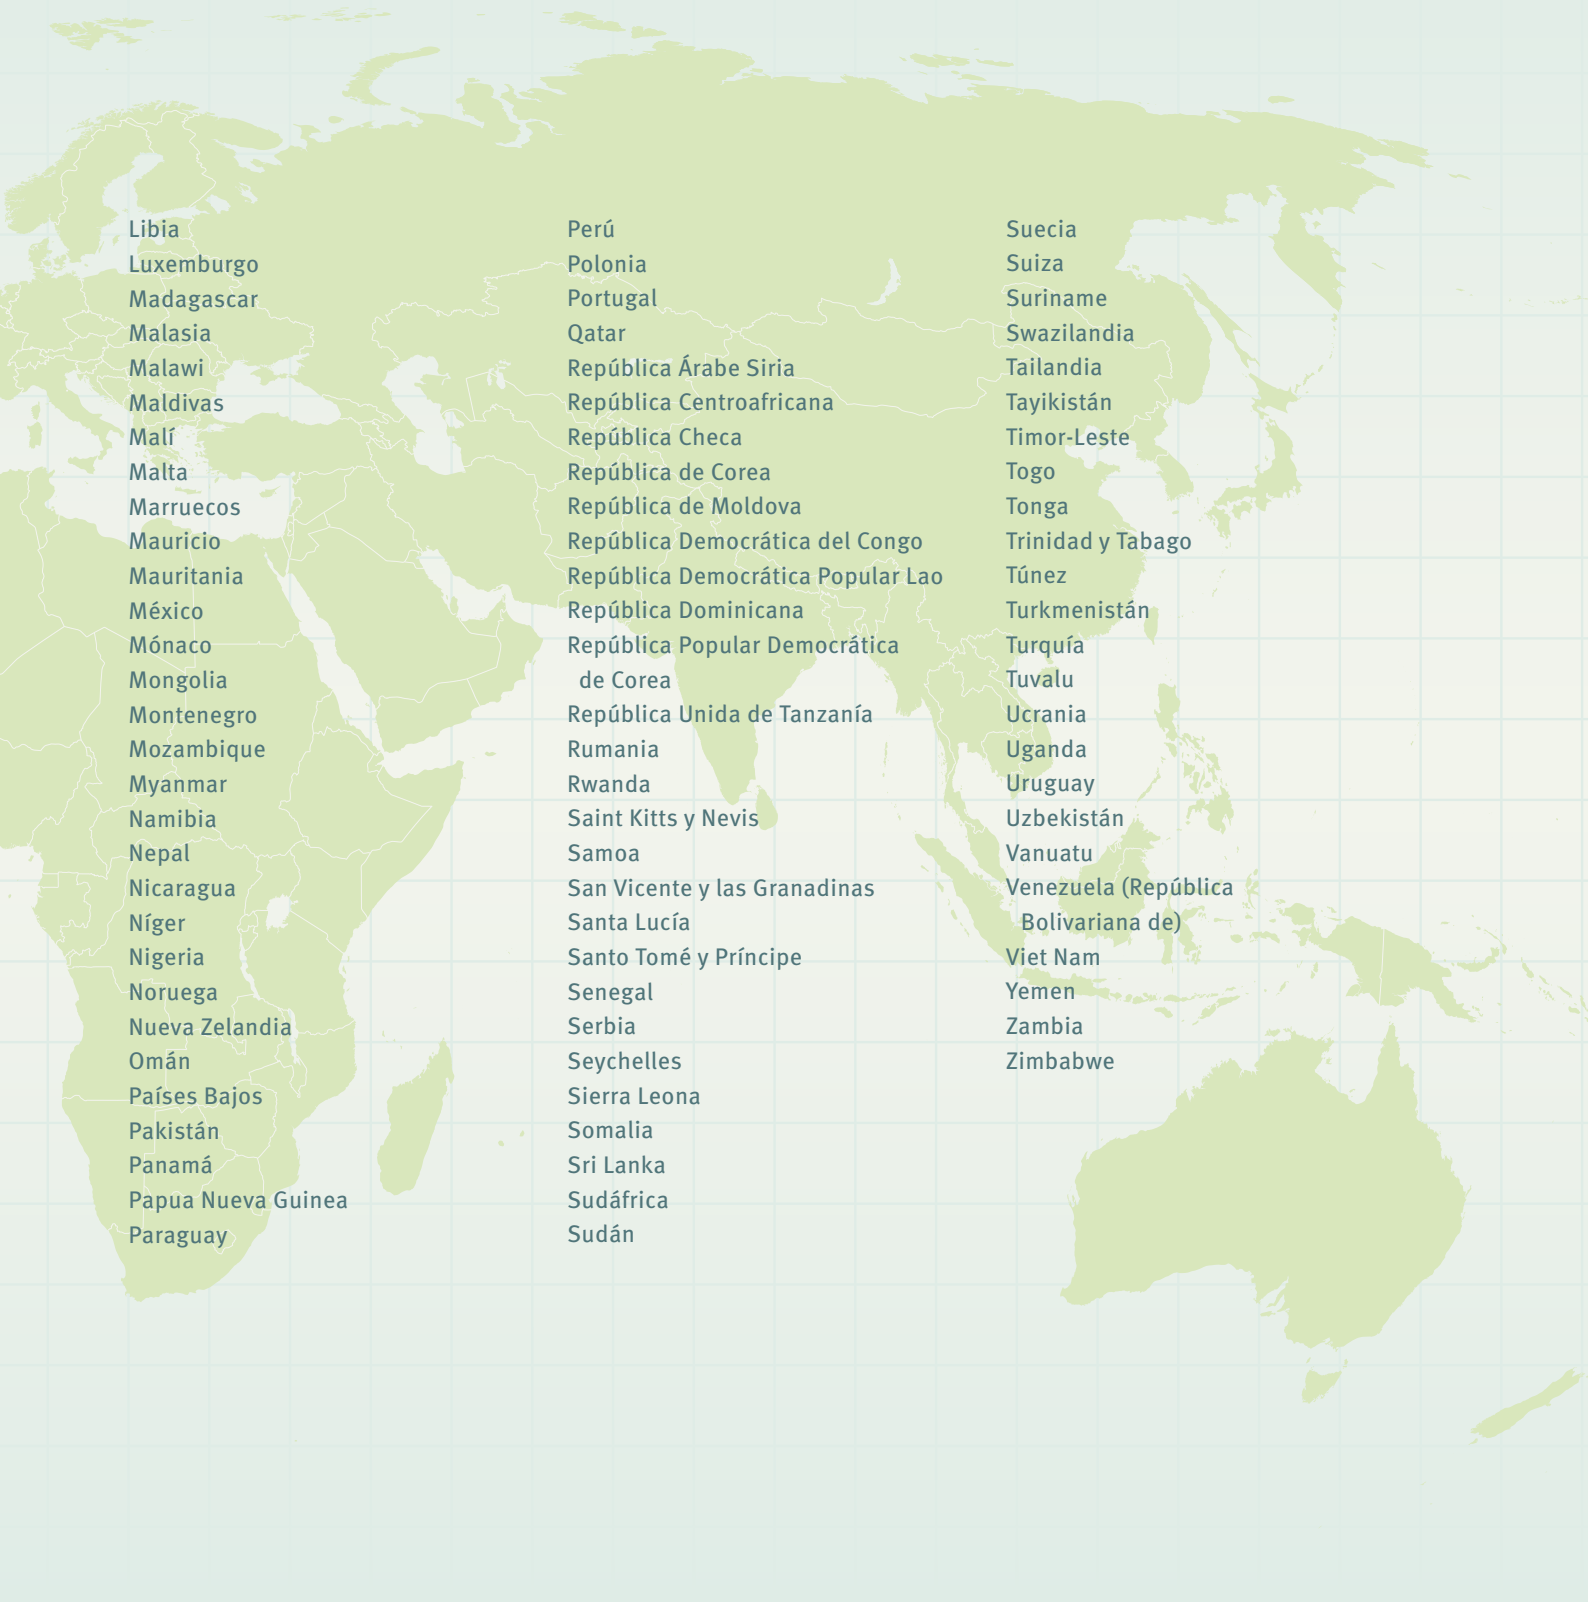 Libia
Luxemburgo
Madagascar
Malasia
Malawi
Maldivas
Malí
Malta
Marruecos
Mauricio
Mauritania
México
Mónaco
Mongolia
Montenegro
Mozambique
Myanmar
Namibia
Nepal
Nicaragua
Níger
Nigeria
Noruega
Nueva Zelandia
Omán
Países Bajos
Pakistán
Panamá
Papua Nueva Guinea
Paraguay
Perú
Polonia
Portugal
Qatar
República Árabe Siria
República Centroafricana
República Checa
República de Corea
República de Moldova
República Democrática del Congo
República Democrática Popular Lao
República Dominicana
República Popular Democrática
de Corea
República Unida de Tanzanía
Rumania
Rwanda
Saint Kitts y Nevis
Samoa
San Vicente y las Granadinas
Santa Lucía
Santo Tomé y Príncipe
Senegal
Serbia
Seychelles
Sierra Leona
Somalia
Sri Lanka
Sudáfrica
Sudán
Suecia
Suiza
Suriname
Swazilandia
Tailandia
Tayikistán
Timor-Leste
Togo
Tonga
Trinidad y Tabago
Túnez
Turkmenistán
Turquía
Tuvalu
Ucrania
Uganda
Uruguay
Uzbekistán
Vanuatu
Venezuela (República
Bolivariana de)
Viet Nam
Yemen
Zambia
Zimbabwe